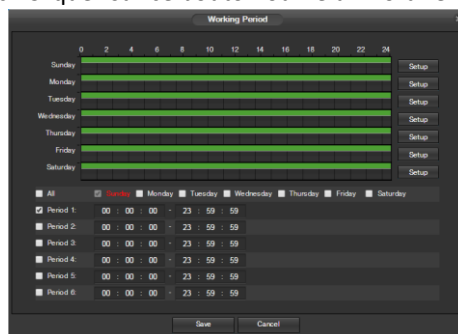 Working Period
0 2 4 6 8 10 12 14 16 18 20 22 24
Sunday Setup
Monday Setup
Tuesday Setup
Wednesday Setup
Thursday Setup
Friday Setup
Saturday Setup
All Sunday Monday Tuesday Wednesday Thursday Friday Saturday
Period 1: 00 : 00 : 00 - 23 : 59 : 59
Period 2: 00 : 00 : 00 - 23 : 59 : 59
Period 3: 00 : 00 : 00 - 23 : 59 : 59
Period 4: 00 : 00 : 00 - 23 : 59 : 59
Period 5: 00 : 00 : 00 - 23 : 59 : 59
Period 6: 00 : 00 : 00 - 23 : 59 : 59
Save Cancel